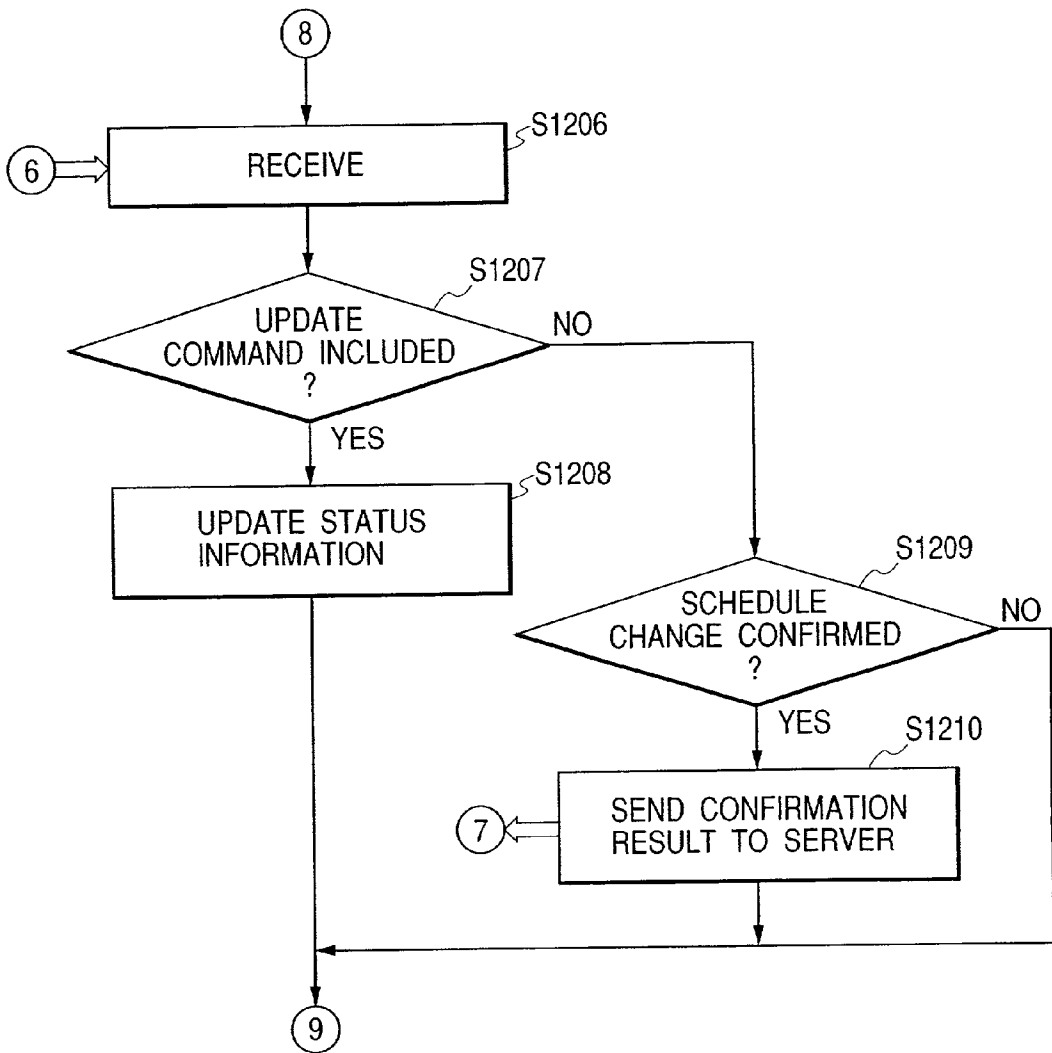 8
S1206
6
RECEIVE
S1207
UPDATE
COMMAND INCLUDED
?
NO
YES
S1208
UPDATE STATUS
INFORMATION
S1209
SCHEDULE
CHANGE CONFIRMED
?
NO
YES
S1210
7
SEND CONFIRMATION
RESULT TO SERVER
9